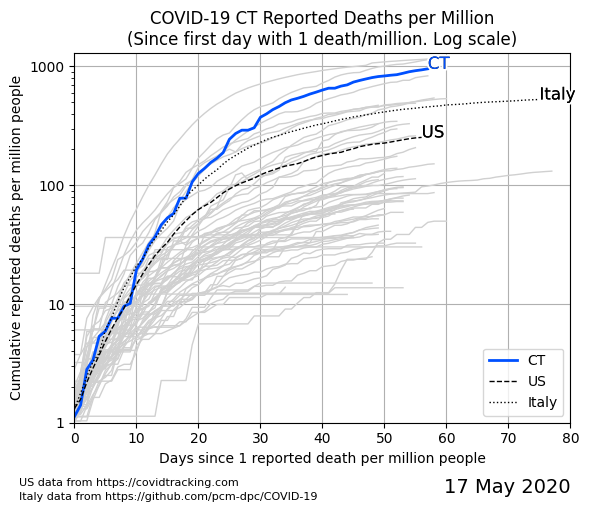 COVID-19 CT Reported Deaths per Million
(Since first day with 1 death/million. Log scale)
Cumulative reported deaths per million people
1000
100
10
1
CT
Italy
US
CT
US
Italy
0 10 20 30 40 50 60 70 80
Days since 1 reported death per million people
US data from https://covidtracking.com
Italy data from https://github.com/pcm-dpc/COVID-19
17 May 2020